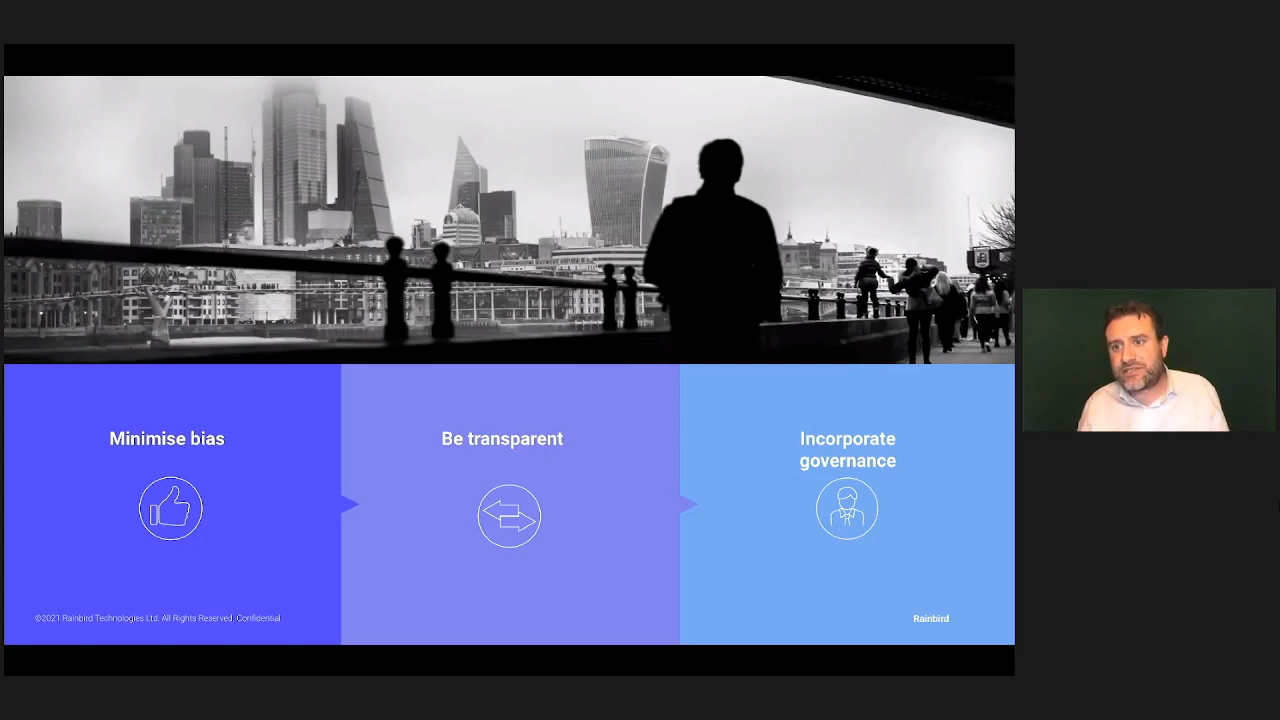 Minimise bias
Be transparent
Incorporate
governance
©2021 Rainbird Technologies Ltd. All Rights Reserved. Confidential
Rainbird